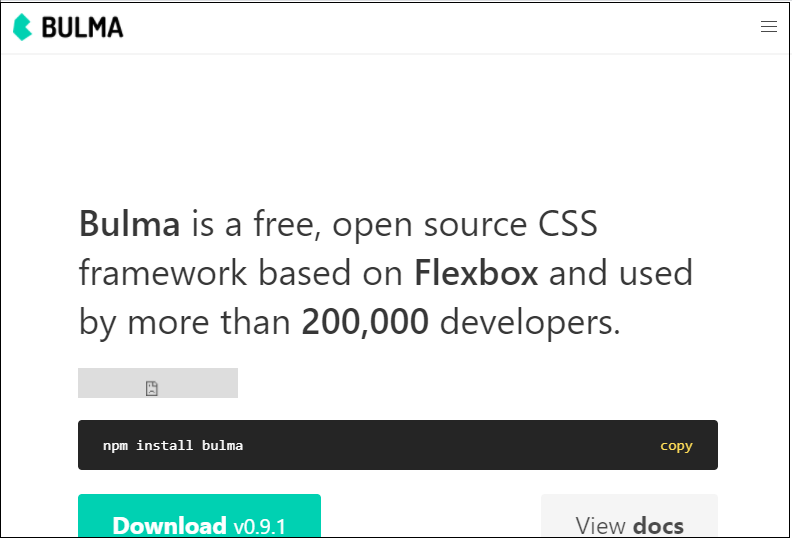 BULMA
Bulma is a free, open source CSS
framework based on Flexbox and used
by more than 200,000 developers.
npm install bulma copy
Download v0.9.1 View docs